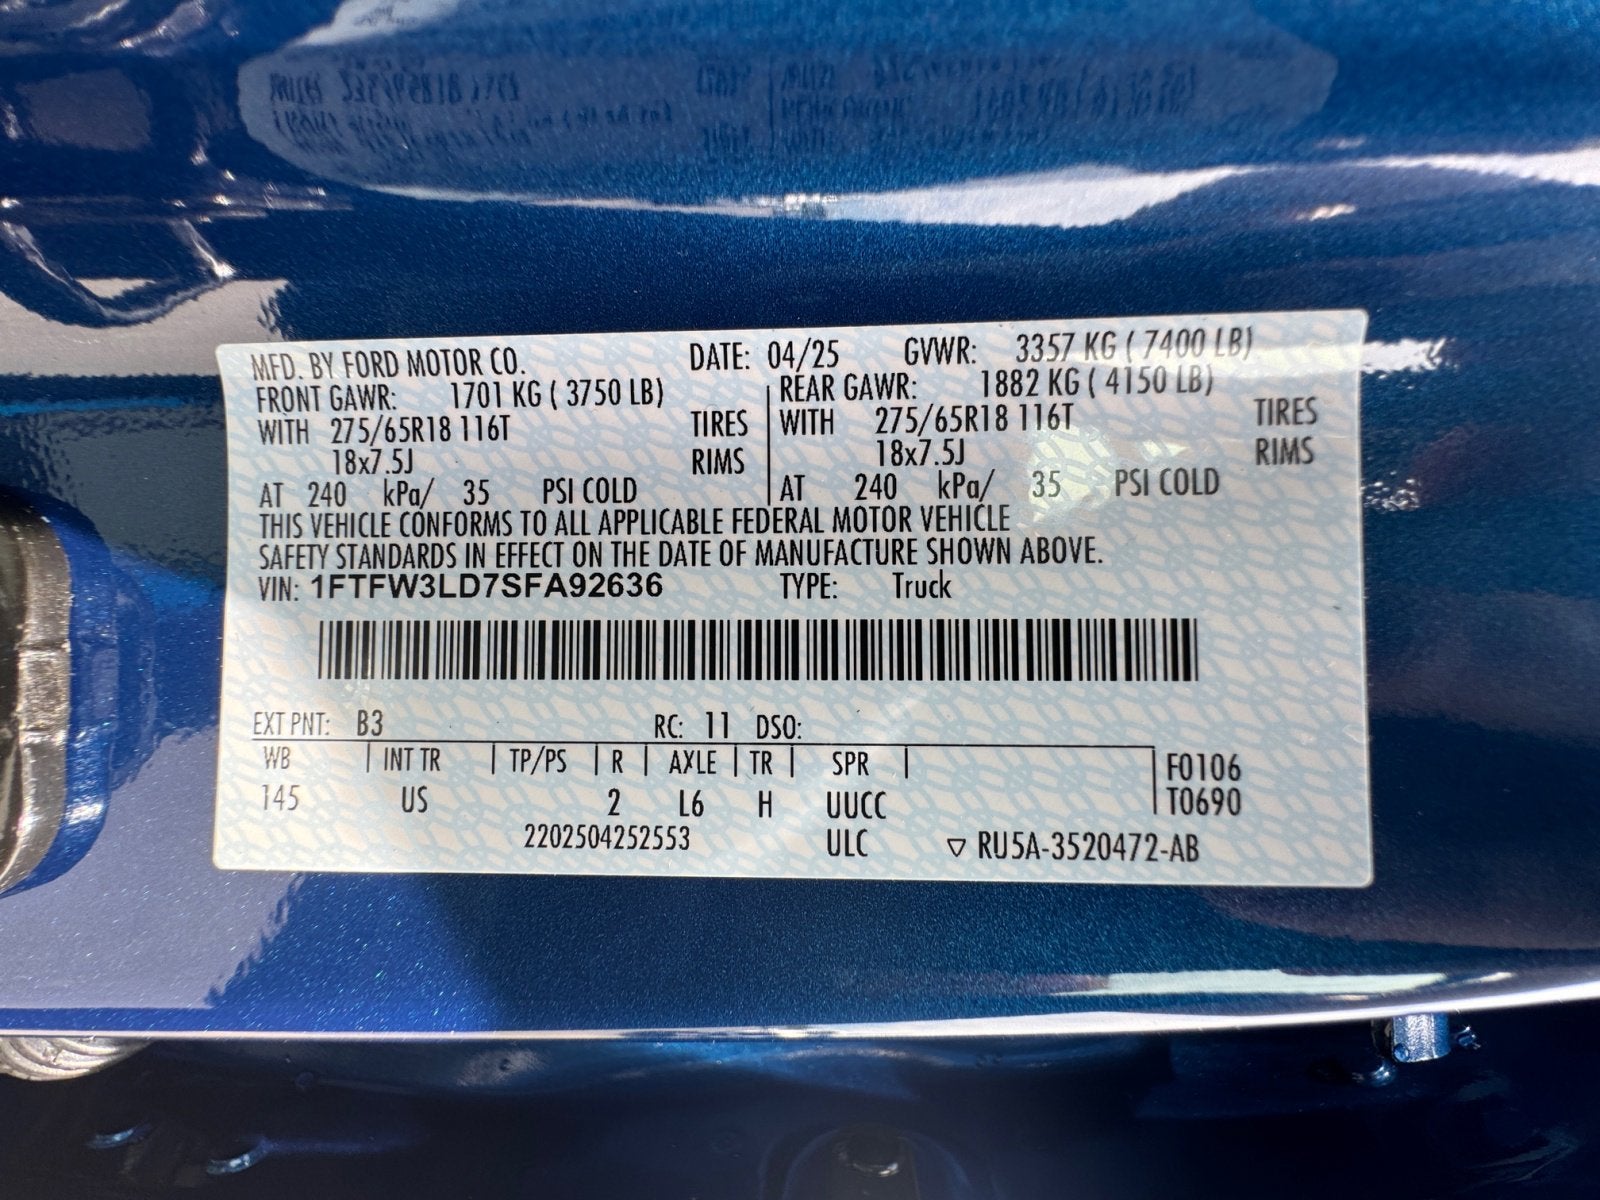 MFD. BY FORD MOTOR CO. DATE: 04/25 GVWR: 3357 KG ( 7400 LB)
FRONT GAWR: 1701 KG ( 3750 LB) REAR GAWR: 1882 KG ( 4150 LB)
WITH 275/65R18 116T TIRES WITH 275/65R18 116T TIRES
18x7.5J RIMS 18x7.5J RIMS
AT 240 kPa/ 35 PSI COLD AT 240 kPa/ 35 PSI COLD
THIS VEHICLE CONFORMS TO ALL APPLICABLE FEDERAL MOTOR VEHICLE
SAFETY STANDARDS IN EFFECT ON THE DATE OF MANUFACTURE SHOWN ABOVE.
VIN: 1FTFW3LD7SFA92636 TYPE: Truck
EXT PNT: B3 RC: 11 DSO:
WB INT TR TP/PS R AXLE TR SPR F0106
145 US 2 L6 H UUCC T0690
2202504252553 ULC ▽ RU5A-3520472-AB